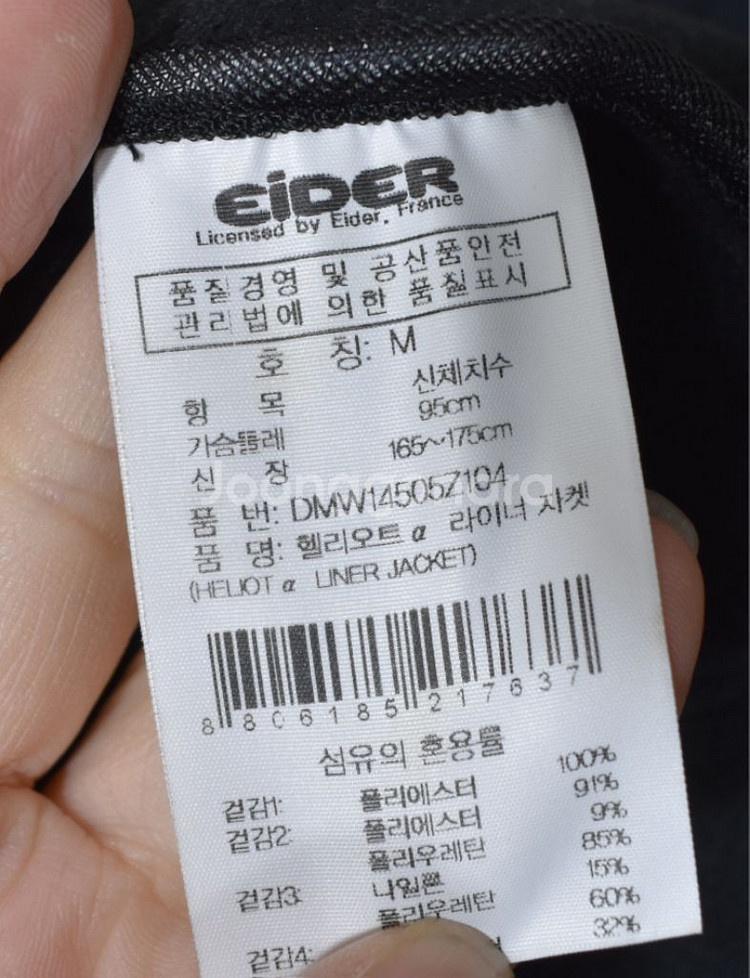 EiDER
Licensed by Eider. France
품질경영 및 공산품안전
관리법에 의한 품질표시
호 칭: M
항 목 신체치수
가슴둘레 95cm
신 장 165~175cm
품 번: DMW14505Z104
품 명: 헬리오트 α 라이너 자켓
(HELIOT α LINER JACKET)
8 806185 217637
섬유의 혼용률
겉감1: 폴리에스터 100%
겉감2: 폴리에스터 91%
폴리우레탄 9%
겉감3: 나일론 85%
폴리우레탄 15%
겉감4: 60%
32%